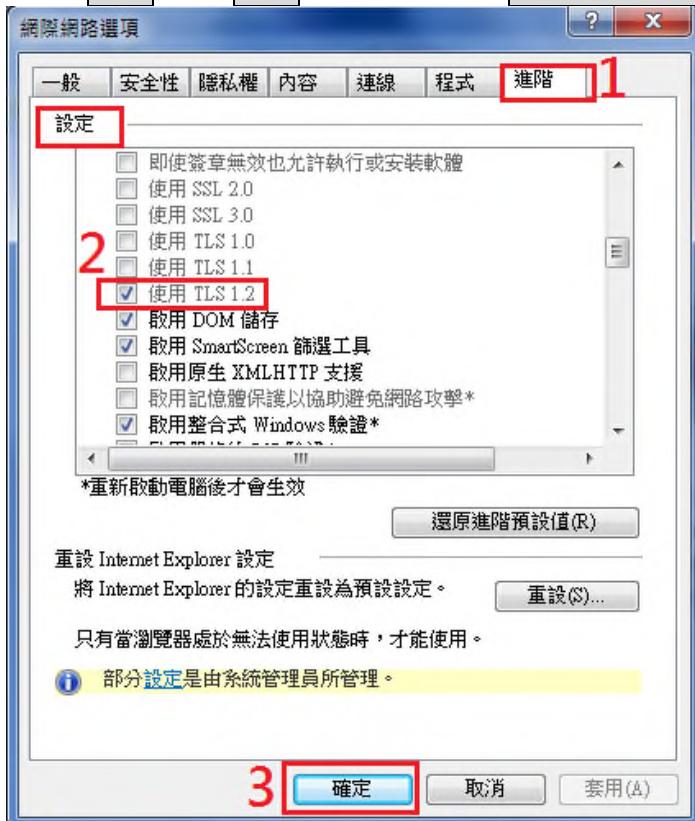 網際網路選項
一般 安全性 隱私權 內容 連線 程式 進階 1
設定
即使簽章無效也允許執行或安裝軟體
使用 SSL 2.0
使用 SSL 3.0
使用 TLS 1.0
2 使用 TLS 1.1
使用 TLS 1.2
啟用 DOM 儲存
啟用 SmartScreen 篩選工具
啟用原生 XMLHTTP 支援
啟用記憶體保護以協助避免網路攻擊*
啟用整合式 Windows 驗證*
*重新啟動電腦後才會生效
還原進階預設值(R)
重設 Internet Explorer 設定
將 Internet Explorer 的設定重設為預設設定。 重設(S)...
只有當瀏覽器處於無法使用狀態時，才能使用。
部分設定是由系統管理員所管理。
3 確定 取消 套用(A)